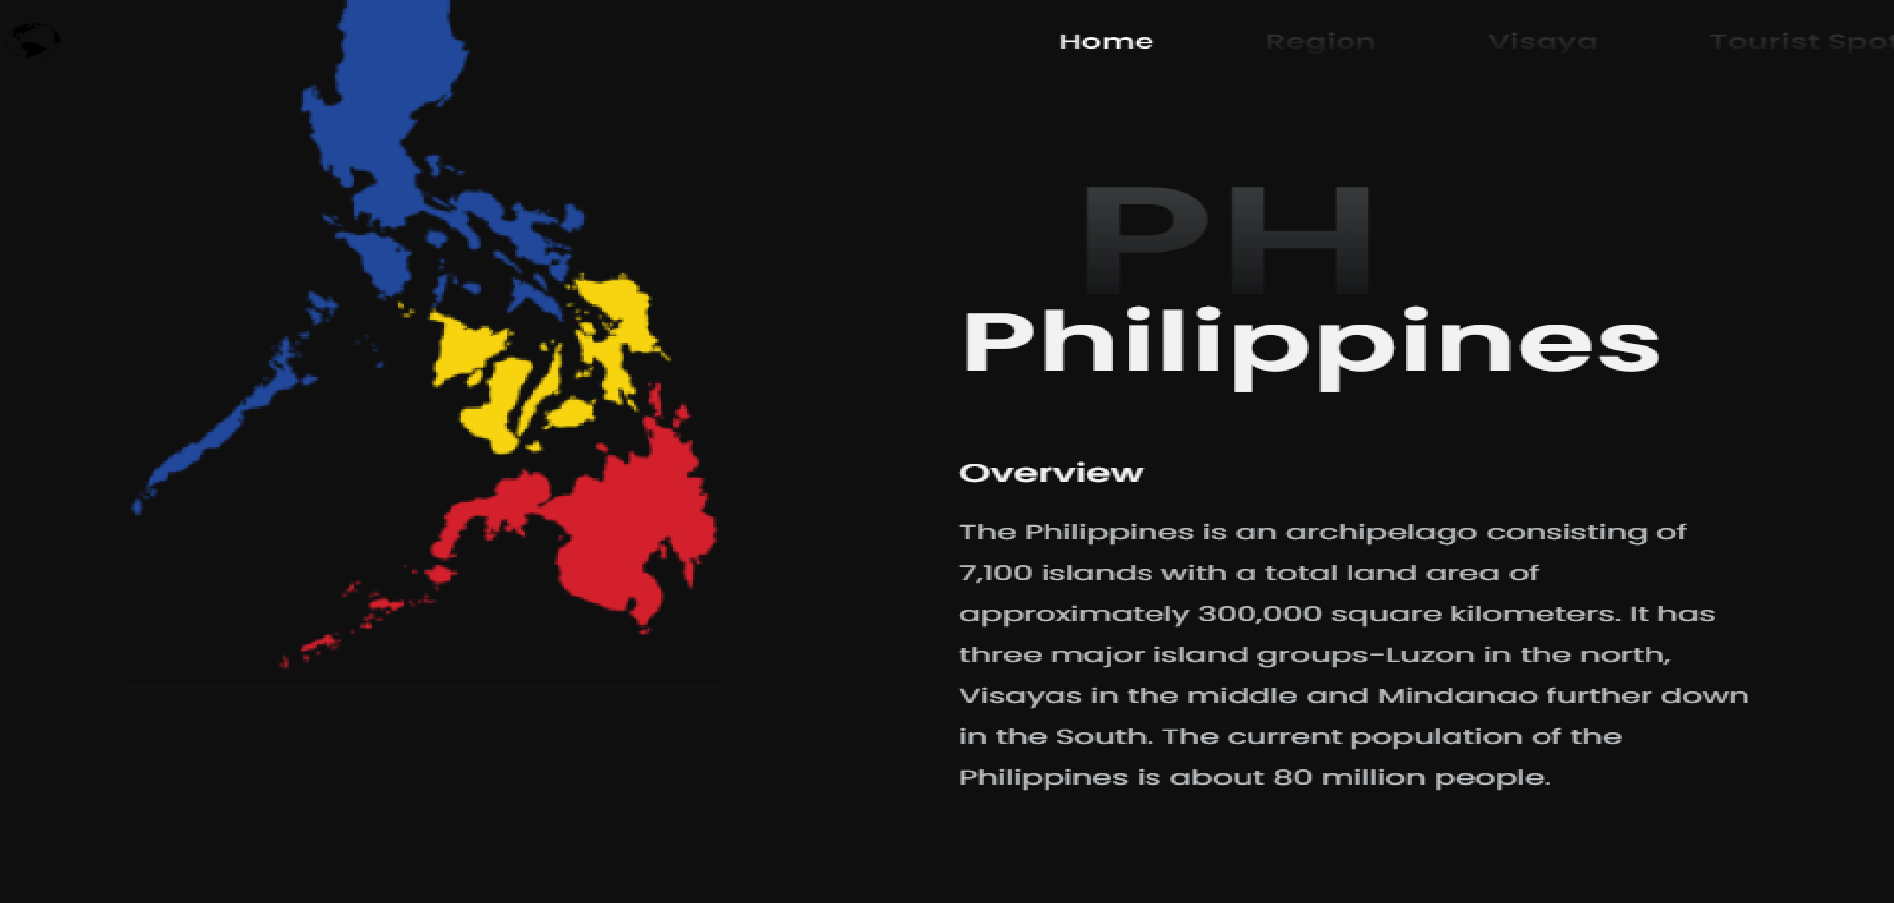 Home Region Visaya Tourist Spot
PH
Philippines
Overview
The Philippines is an archipelago consisting of
7,100 islands with a total land area of
approximately 300,000 square kilometers. It has
three major island groups-Luzon in the north,
Visayas in the middle and Mindanao further down
in the South. The current population of the
Philippines is about 80 million people.